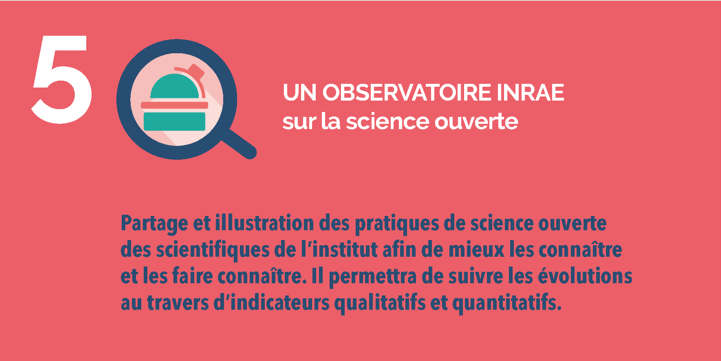 5
UN OBSERVATOIRE INRAE
sur la science ouverte
Partage et illustration des pratiques de science ouverte
des scientifiques de l’institut afin de mieux les connaître
et les faire connaître. Il permettra de suivre les évolutions
au travers d’indicateurs qualitatifs et quantitatifs.